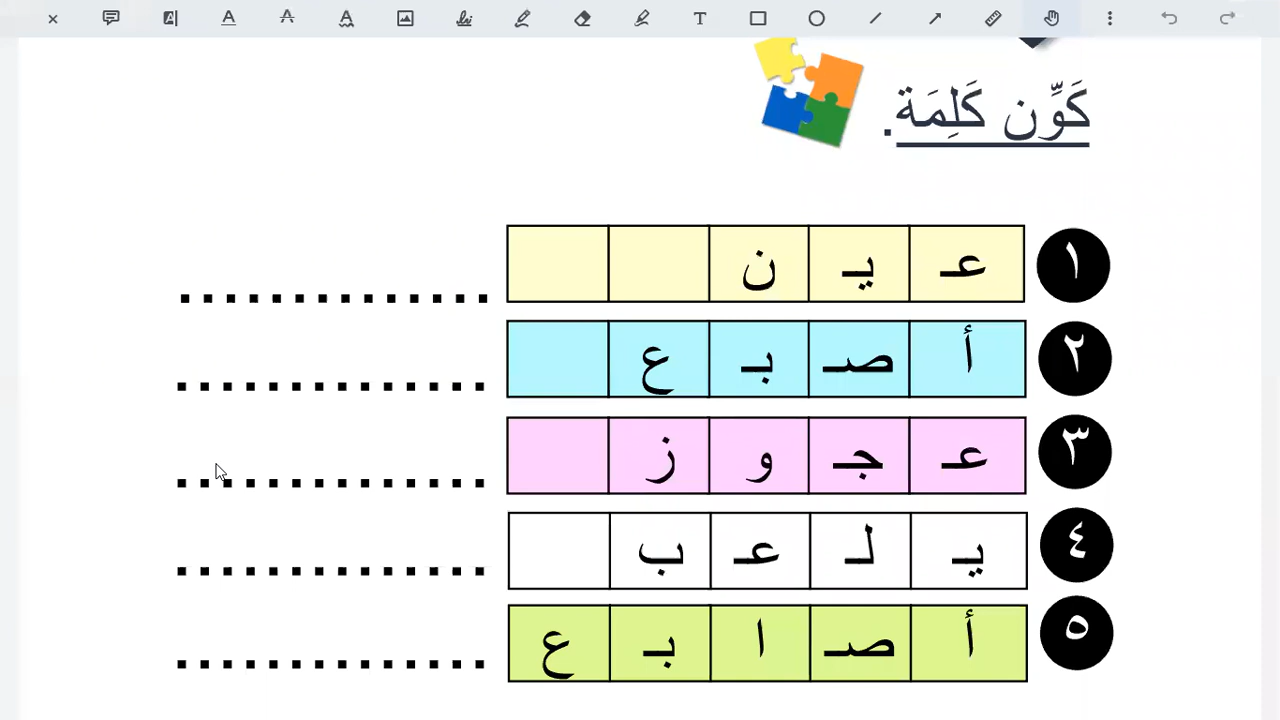 كَوِّن كَلِمَة.
١ عـ يـ ن
٢ أ صـ بـ ع
٣ عـ جـ و ز
٤ يـ لـ عـ ب
٥ أ صـ ا بـ ع